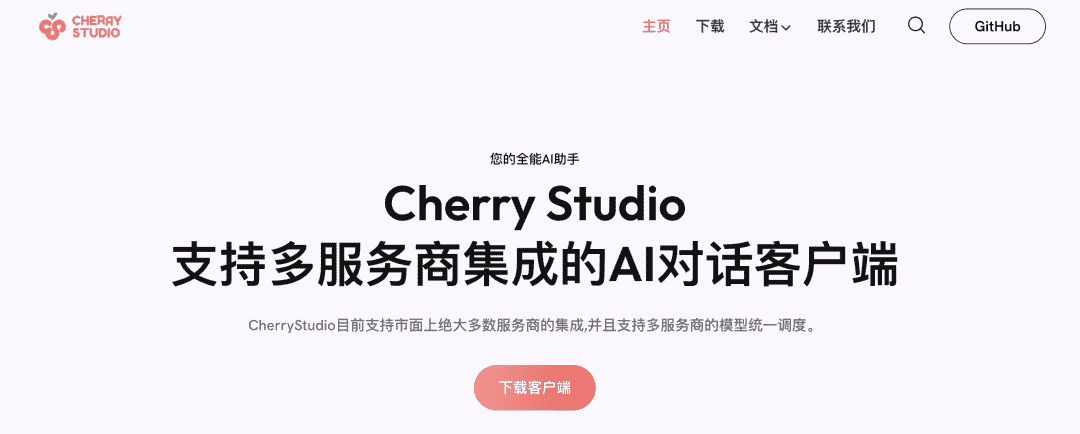 CHERRY
STUDIO
主页 下载 文档 联系我们 GitHub
您的全能AI助手
Cherry Studio
支持多服务商集成的AI对话客户端
CherryStudio目前支持市面上绝大多数服务商的集成,并且支持多服务商的模型统一调度。
下载客户端